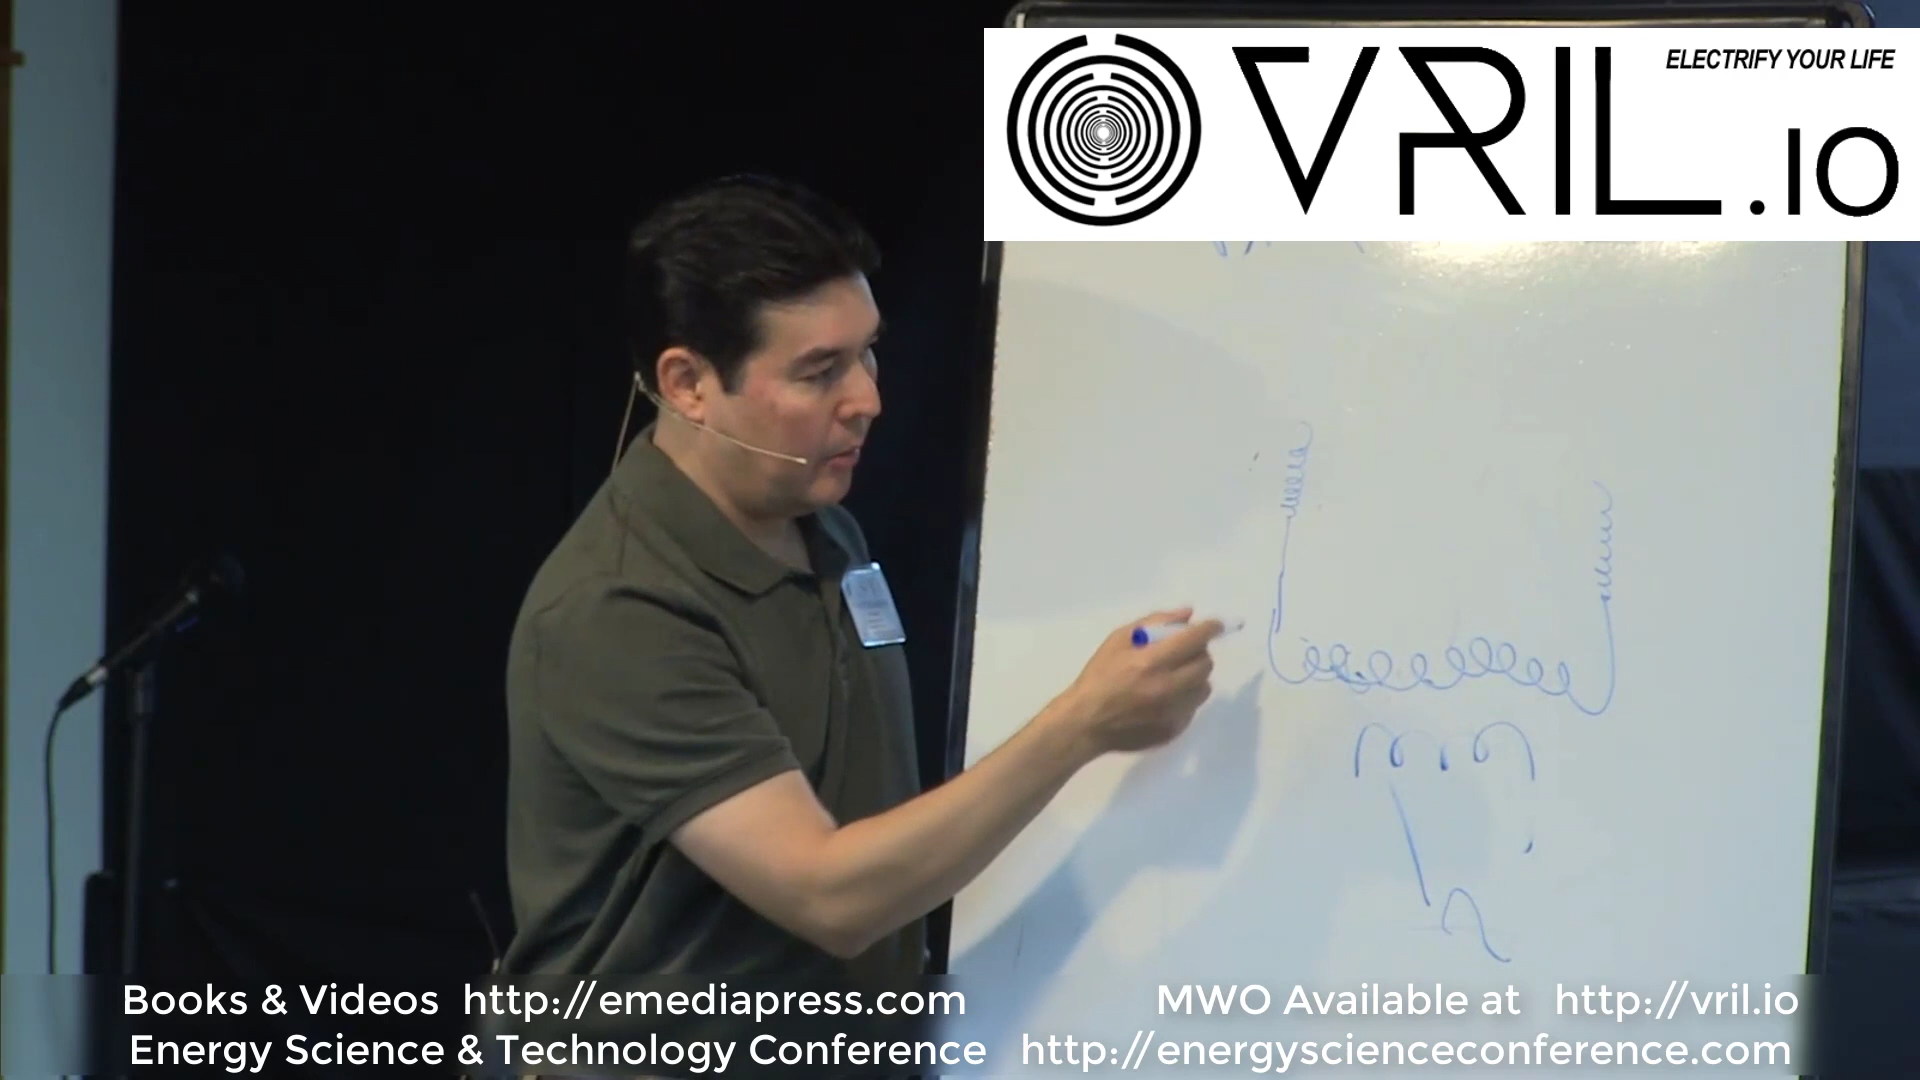 ELECTRIFY YOUR LIFE
VRIL.IO
Books & Videos http://emediapress.com
MWO Available at http://vril.io
Energy Science & Technology Conference http://energyscienceconference.com